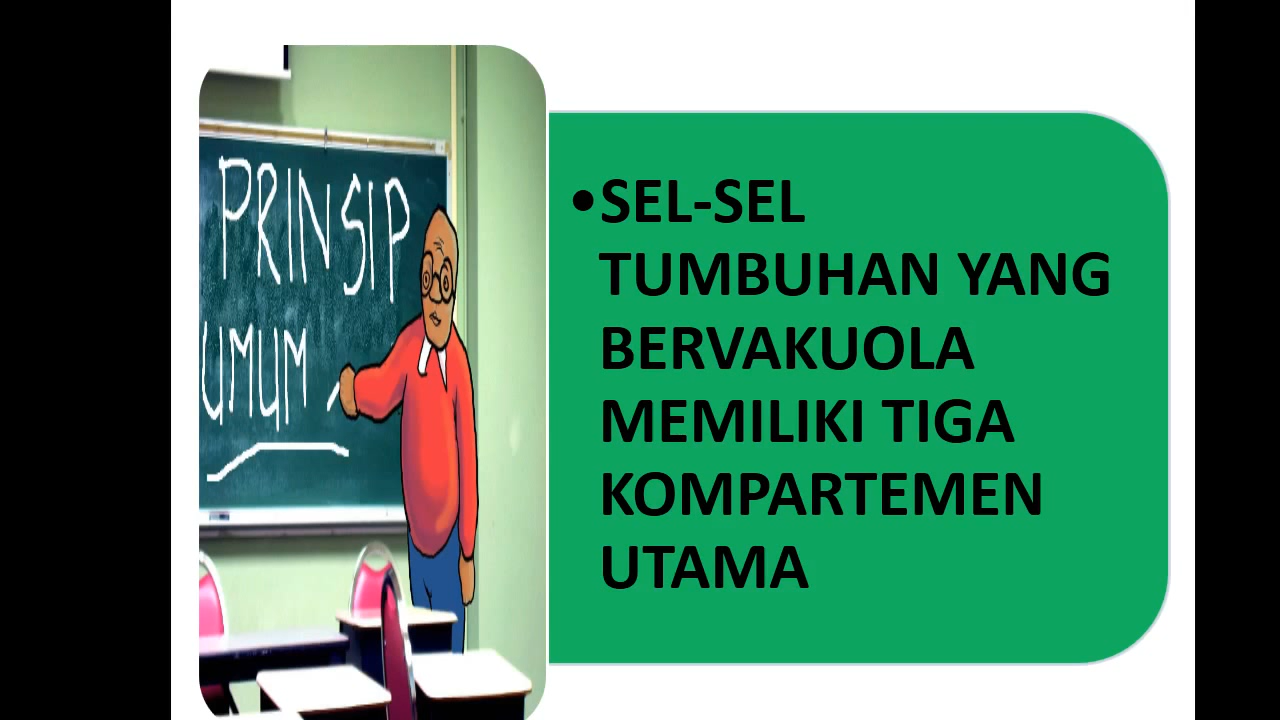 PRINSIP
UMUM
•SEL-SEL
TUMBUHAN YANG
BERVAKUOLA
MEMILIKI TIGA
KOMPARTEMEN
UTAMA